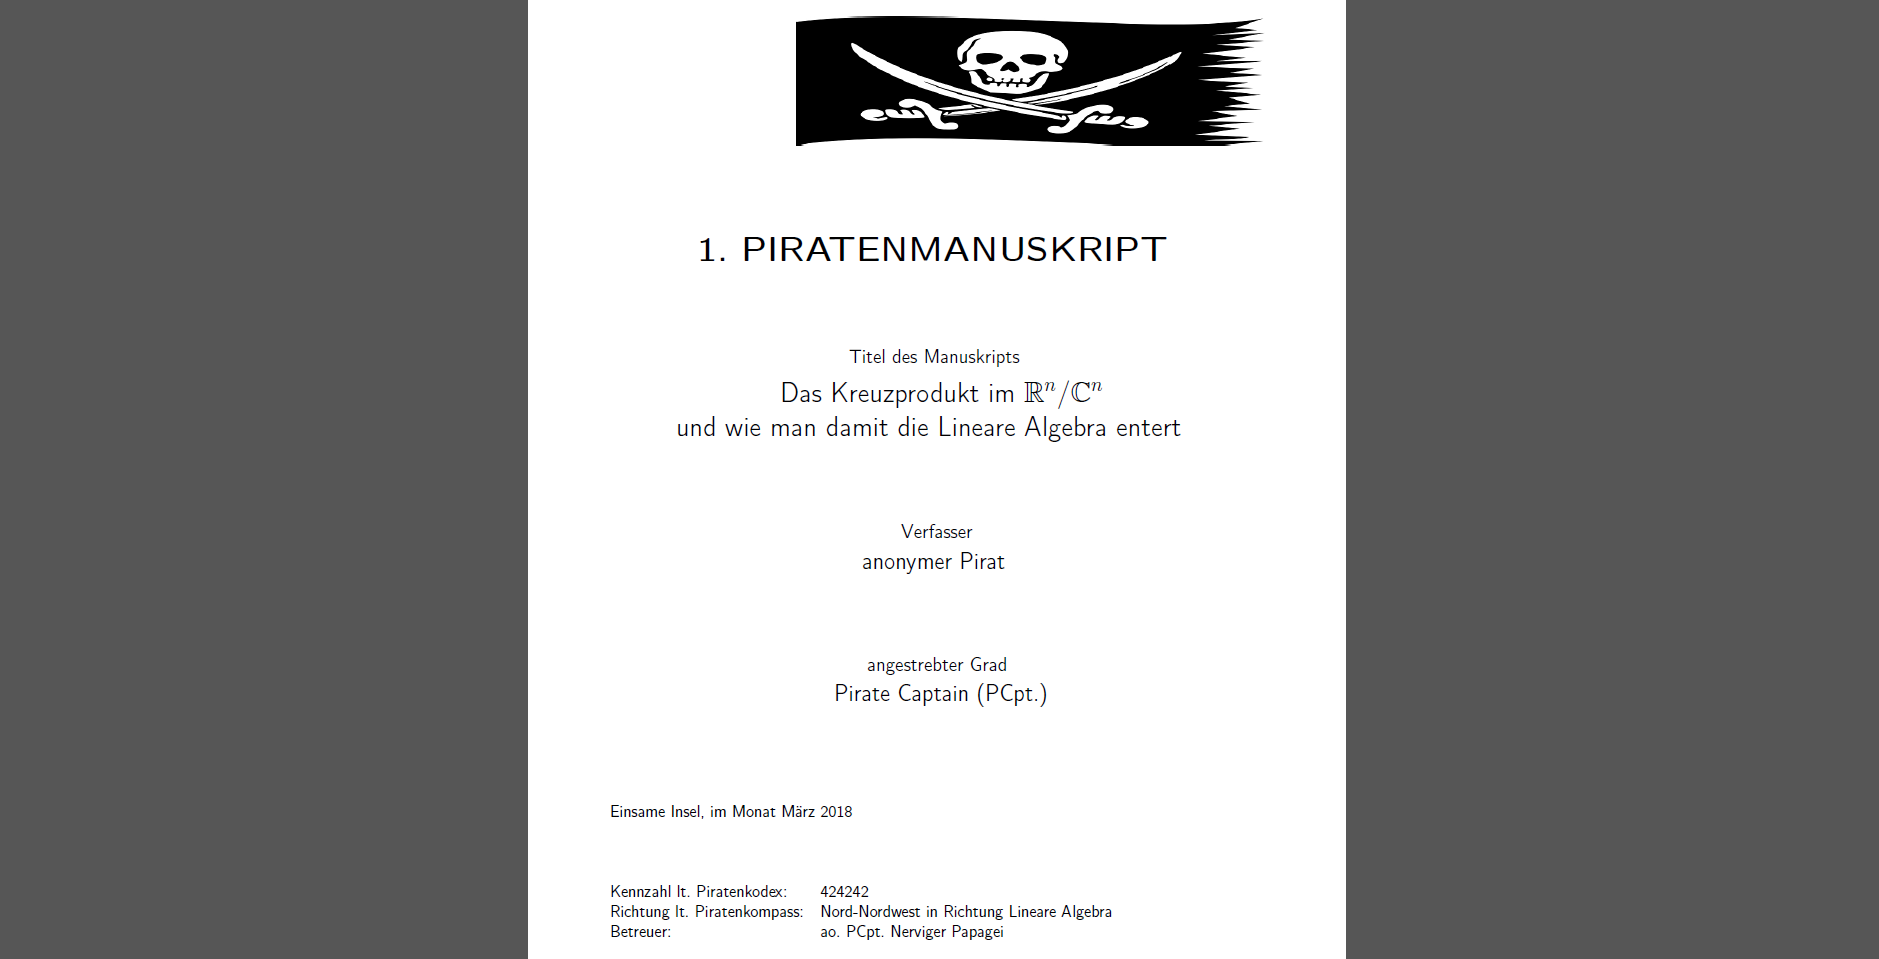 1. PIRATENMANUSKRIPT
Titel des Manuskripts
Das Kreuzprodukt im ℝⁿ/ℂⁿ
und wie man damit die Lineare Algebra entert
Verfasser
anonymer Pirat
angestrebter Grad
Pirate Captain (PCpt.)
Einsame Insel, im Monat März 2018
Kennzahl lt. Piratenkodex: 424242
Richtung lt. Piratenkompass: Nord-Nordwest in Richtung Lineare Algebra
Betreuer: ao. PCpt. Nerviger Papagei